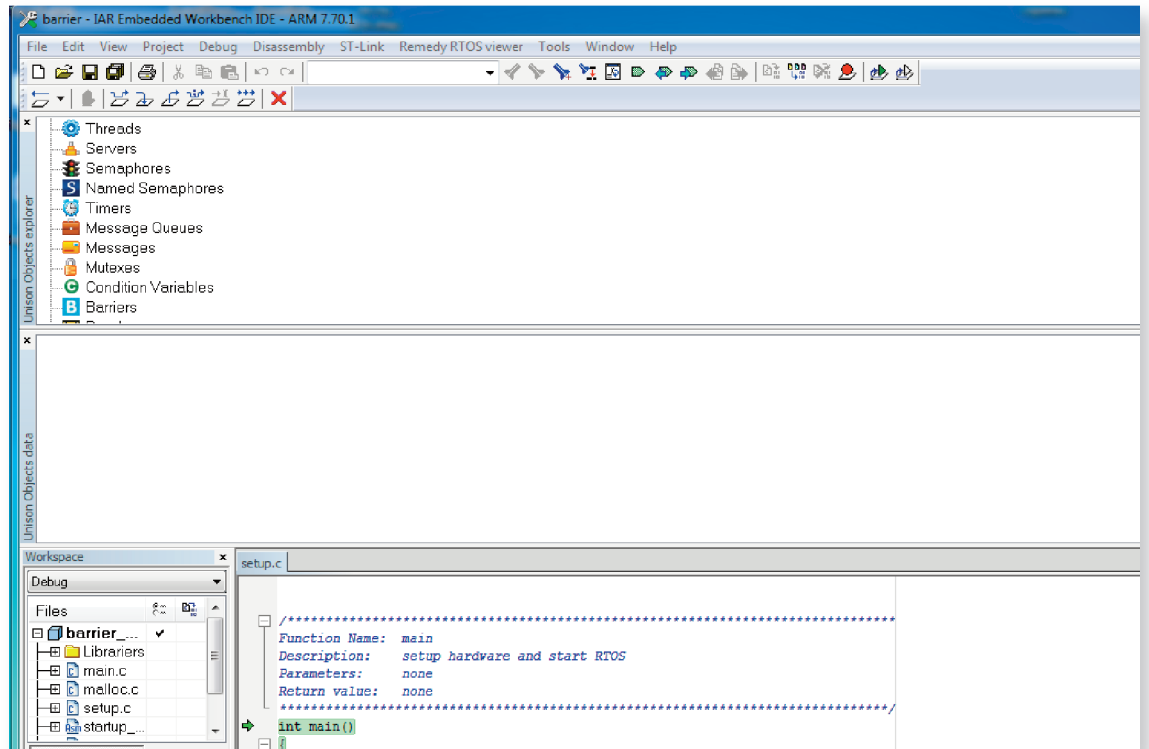 barrier - IAR Embedded Workbench IDE - ARM 7.70.1
File Edit View Project Debug Disassembly ST-Link Remedy RTOS viewer Tools Window Help
Unison Objects explorer
Threads
Servers
Semaphores
S Named Semaphores
Timers
Message Queues
Messages
Mutexes
C Condition Variables
B Barriers
Unison Objects data
Workspace
Debug
Files
barrier_...
Librariers
main.c
malloc.c
setup.c
startup_...
setup.c
/******************************************************************************
Function Name: main
Description: setup hardware and start RTOS
Parameters: none
Return value: none
******************************************************************************/
int main()
{